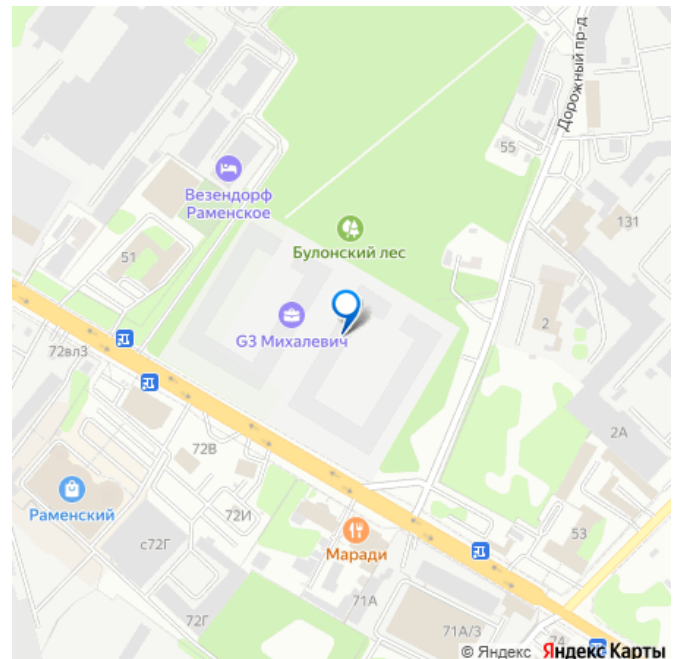 Дорожный пр-д
55
Везендорф
Раменское
131
Булонский лес
51
G3 Михалевич
2
72вл3
2А
72В
Раменский
72И
53
с72Г
Маради
71А
72Г
71А/3
74
© Яндекс Яндекс Карты